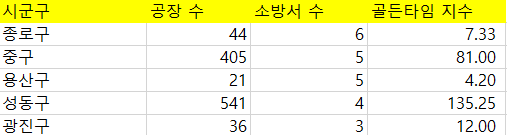 시군구 공장 수 소방서 수 골든타임 지수
종로구 44 6 7.33
중구 405 5 81.00
용산구 21 5 4.20
성동구 541 4 135.25
광진구 36 3 12.00